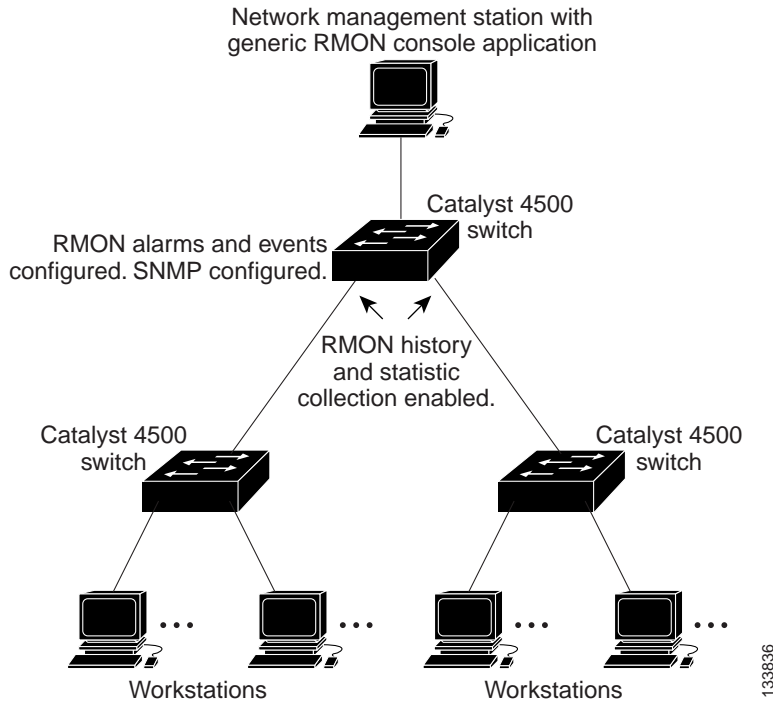 Network management station with
generic RMON console application
Catalyst 4500
switch
RMON alarms and events
configured. SNMP configured.
RMON history
and statistic
collection enabled.
Catalyst 4500
switch
Catalyst 4500
switch
Workstations
Workstations
133836